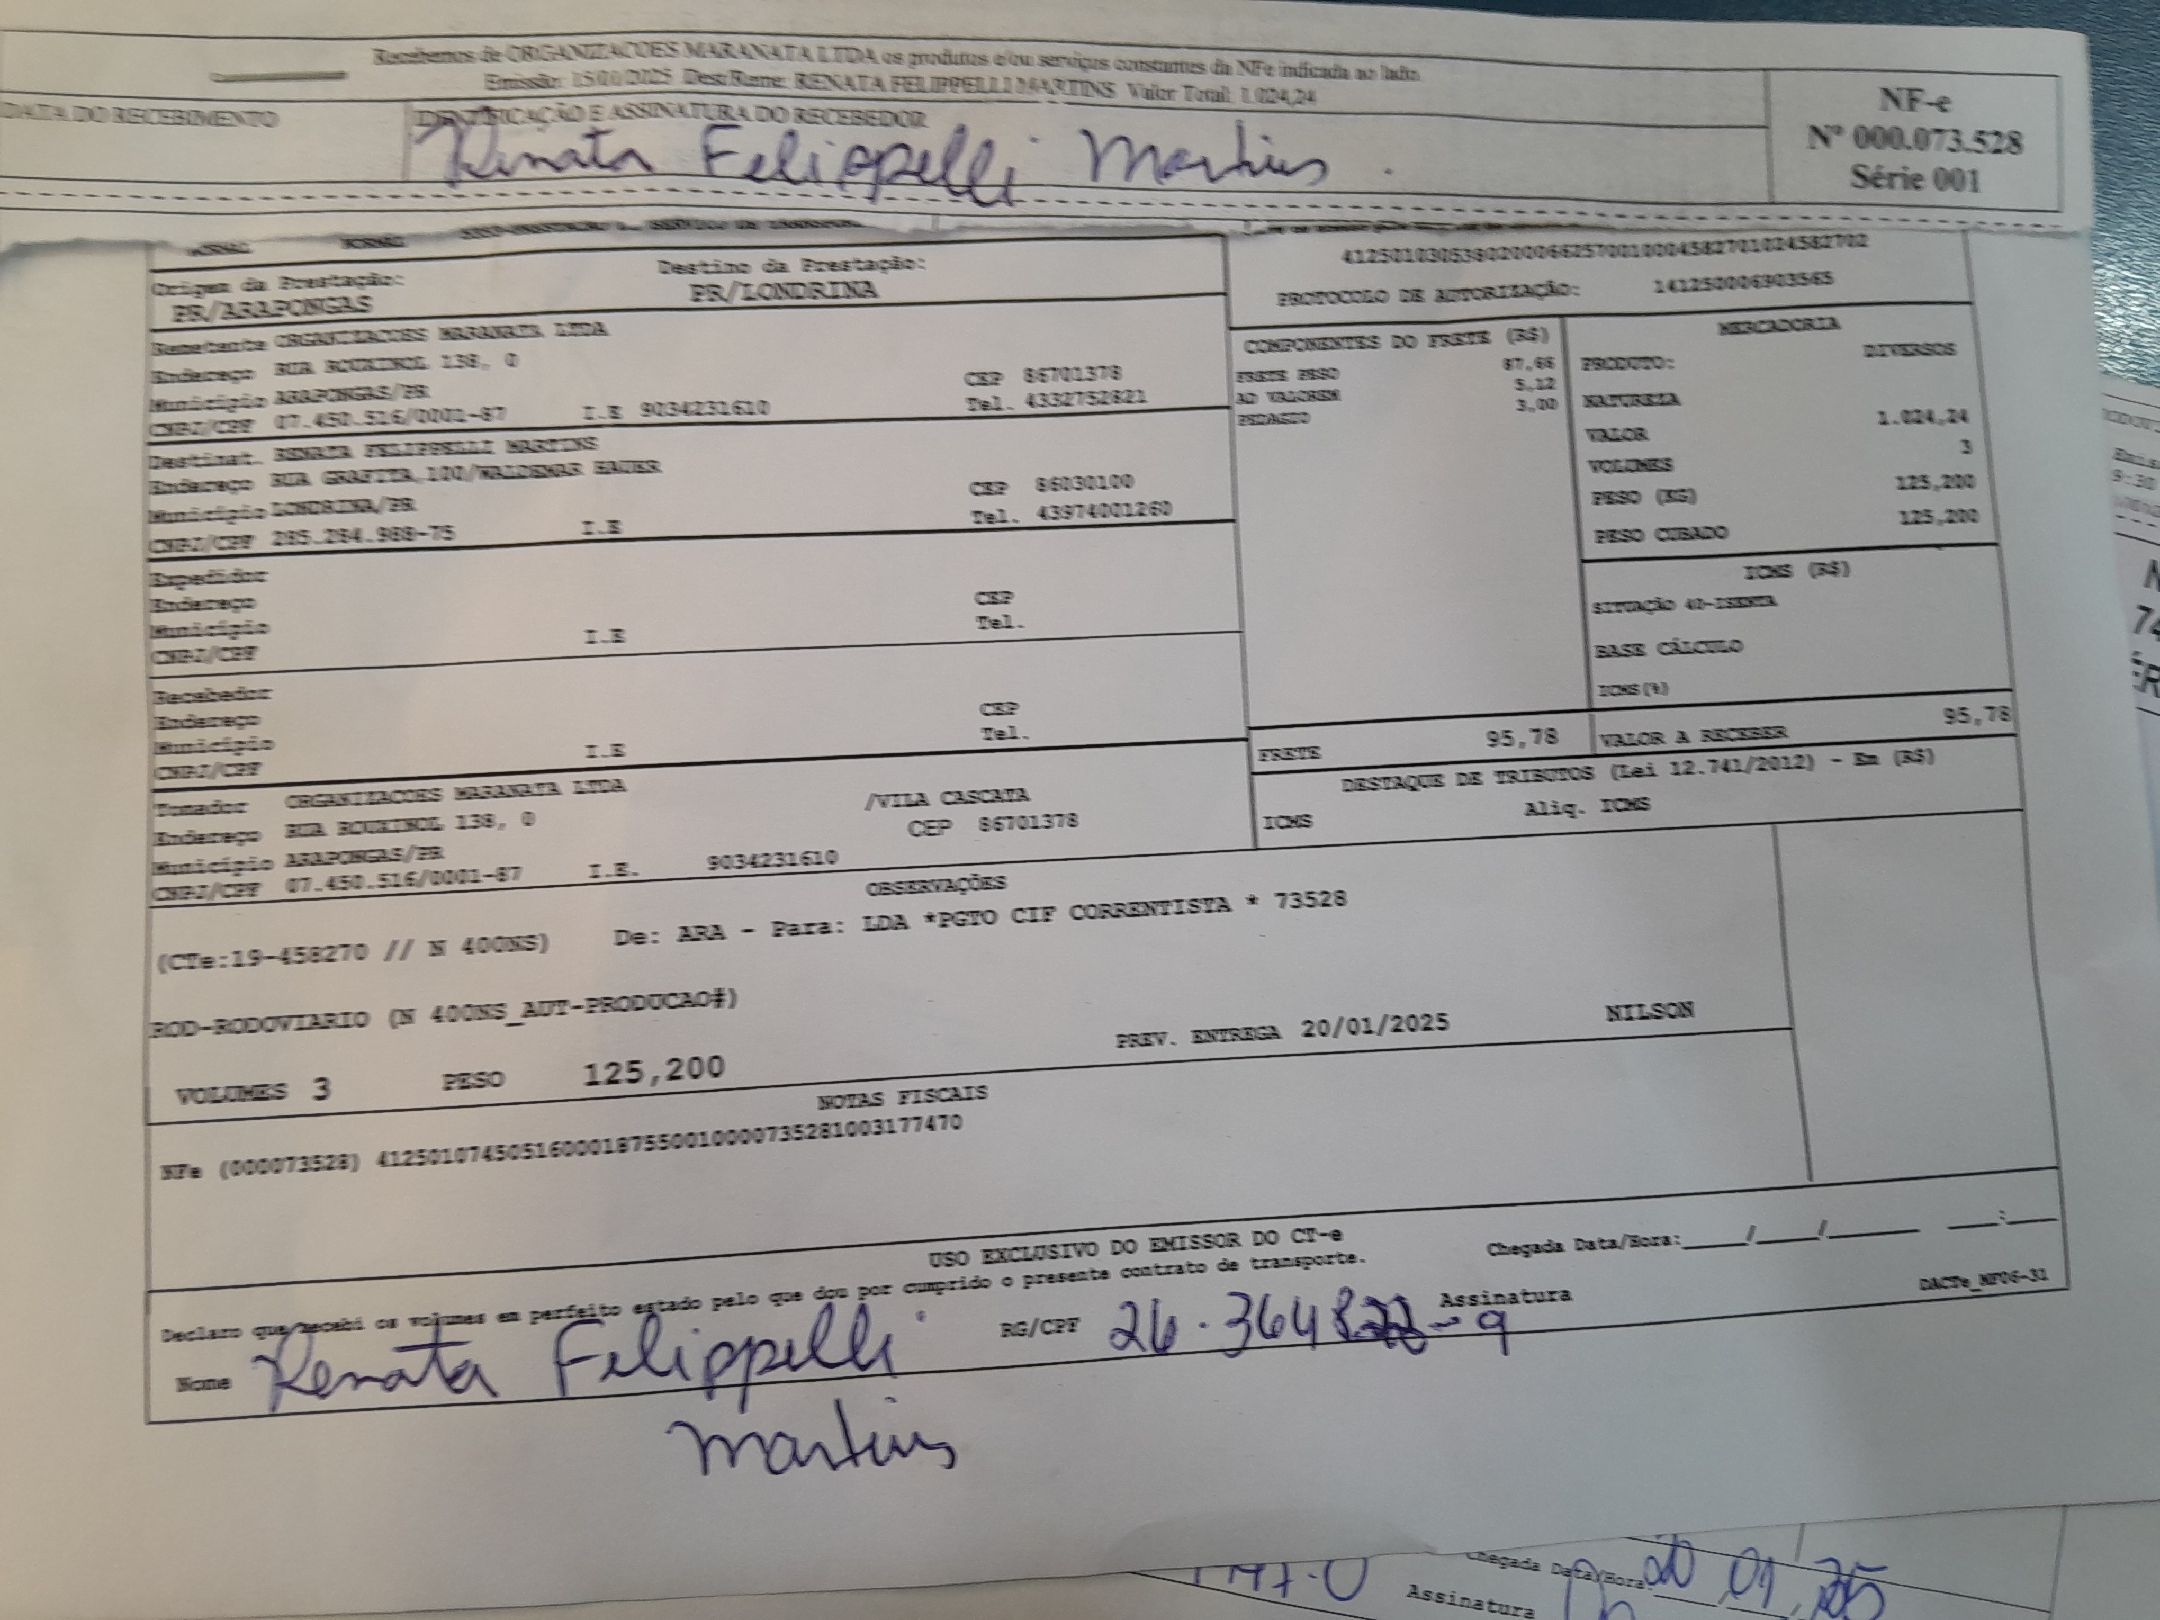 Recebemos de ORGANIZACOES MARANATA LTDA os produtos e/ou serviços constantes da NFe indicada ao lado.
Emissão: 15/01/2025 Dest/Reme: RENATA FELIPPELLI MARTINS Valor Total: 1.024,24
DATA DO RECEBIMENTO
IDENTIFICAÇÃO E ASSINATURA DO RECEBEDOR
Renata Felippelli Martins.
NF-e
Nº 000.073.528
Série 001
Origem da Prestação: Destino da Prestação:
PR/ARAPONGAS PR/LONDRINA
PROTOCOLO DE AUTORIZAÇÃO: 141250006903565
Remetente ORGANIZACOES MARANATA LTDA
Endereço RUA ROUXINOL 138, 0
Município ARAPONGAS/PR CEP 86701378
CNPJ/CPF 07.450.516/0001-87 I.E 9034231610 Tel. 4332752821
Destinat. RENATA FELIPPELLI MARTINS
Endereço RUA GRAFITA 100/WALDEMAR HAUER
Município LONDRINA/PR CEP 86030100
CNPJ/CPF 285.284.988-75 I.E Tel. 43974001260
Expedidor
Endereço
Município CEP
CNPJ/CPF I.E Tel.
Recebedor
Endereço
Município CEP
CNPJ/CPF I.E Tel.
Tomador ORGANIZACOES MARANATA LTDA
Endereço RUA ROUXINOL 138, 0 /VILA CASCATA
Município ARAPONGAS/PR CEP 86701378
CNPJ/CPF 07.450.516/0001-87 I.E. 9034231610
COMPONENTES DO FRETE (R$)
FRETE PESO 87,66
AD VALOREM 5,12
PEDAGIO 3,00
MERCADORIA
PRODUTO: DIVERSOS
NATUREZA
VALOR 1.024,24
VOLUMES 3
PESO (KG) 125,200
PESO CUBADO 125,200
ICMS (R$)
SITUAÇÃO 40-ISENTA
BASE CÁLCULO
ICMS(%)
FRETE 95,78 VALOR A RECEBER 95,78
DESTAQUE DE TRIBUTOS (Lei 12.741/2012) - Em (R$)
ICMS Aliq. ICMS
OBSERVAÇÕES
(CTe:19-458270 // N 400NS) De: ARA - Para: LDA *PGTO CIF CORRENTISTA * 73528
ROD-RODOVIARIO (N 400NS_AUT-PRODUCAO#)
VOLUMES 3 PESO 125,200 PREV. ENTREGA 20/01/2025 NILSON
NOTAS FISCAIS
NFe (000073528) 41250107450516000187550010000735281003177470
USO EXCLUSIVO DO EMISSOR DO CT-e
Declaro que recebi os volumes em perfeito estado pelo que dou por cumprido o presente contrato de transporte.
Chegada Data/Hora:____/____/______ ___:___
Nome Renata Felippelli RG/CPF Assinatura
Martins
DACTe_MF06-31
Chegada Data/Hora 20 01 25
Assinatura